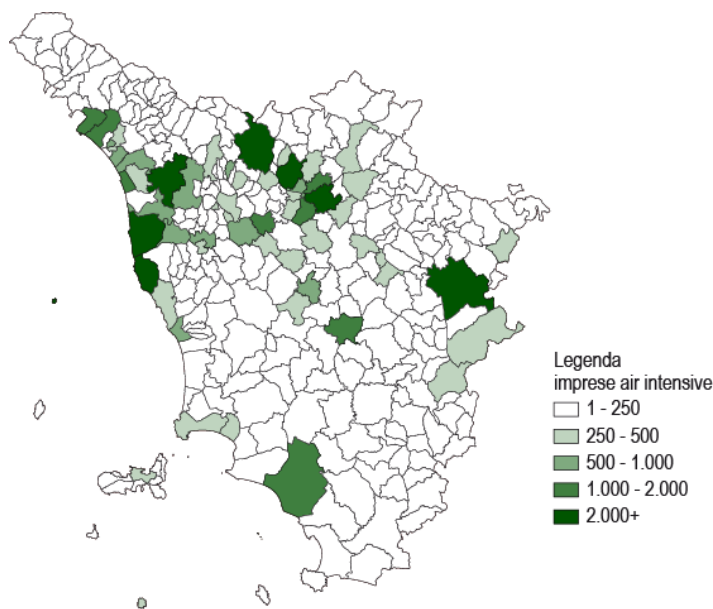 Legenda
imprese air intensive
1 - 250
250 - 500
500 - 1.000
1.000 - 2.000
2.000+